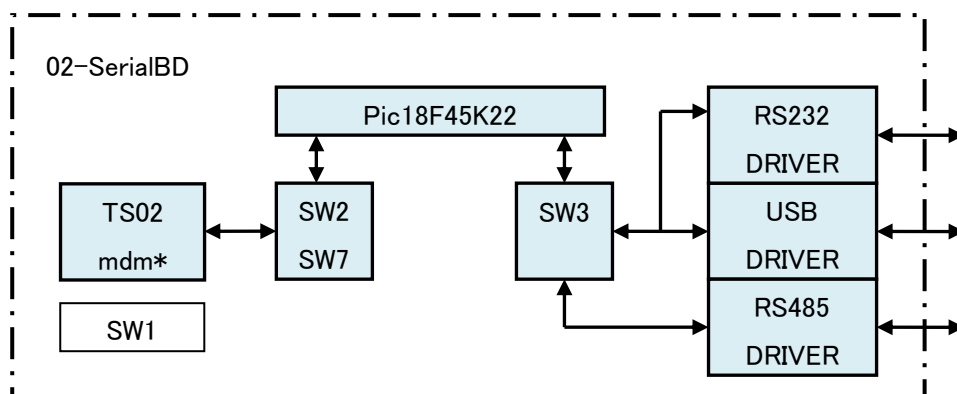 02-SerialBD
Pic18F45K22
RS232
DRIVER
TS02
mdm*
SW2
SW7
SW3
USB
DRIVER
SW1
RS485
DRIVER